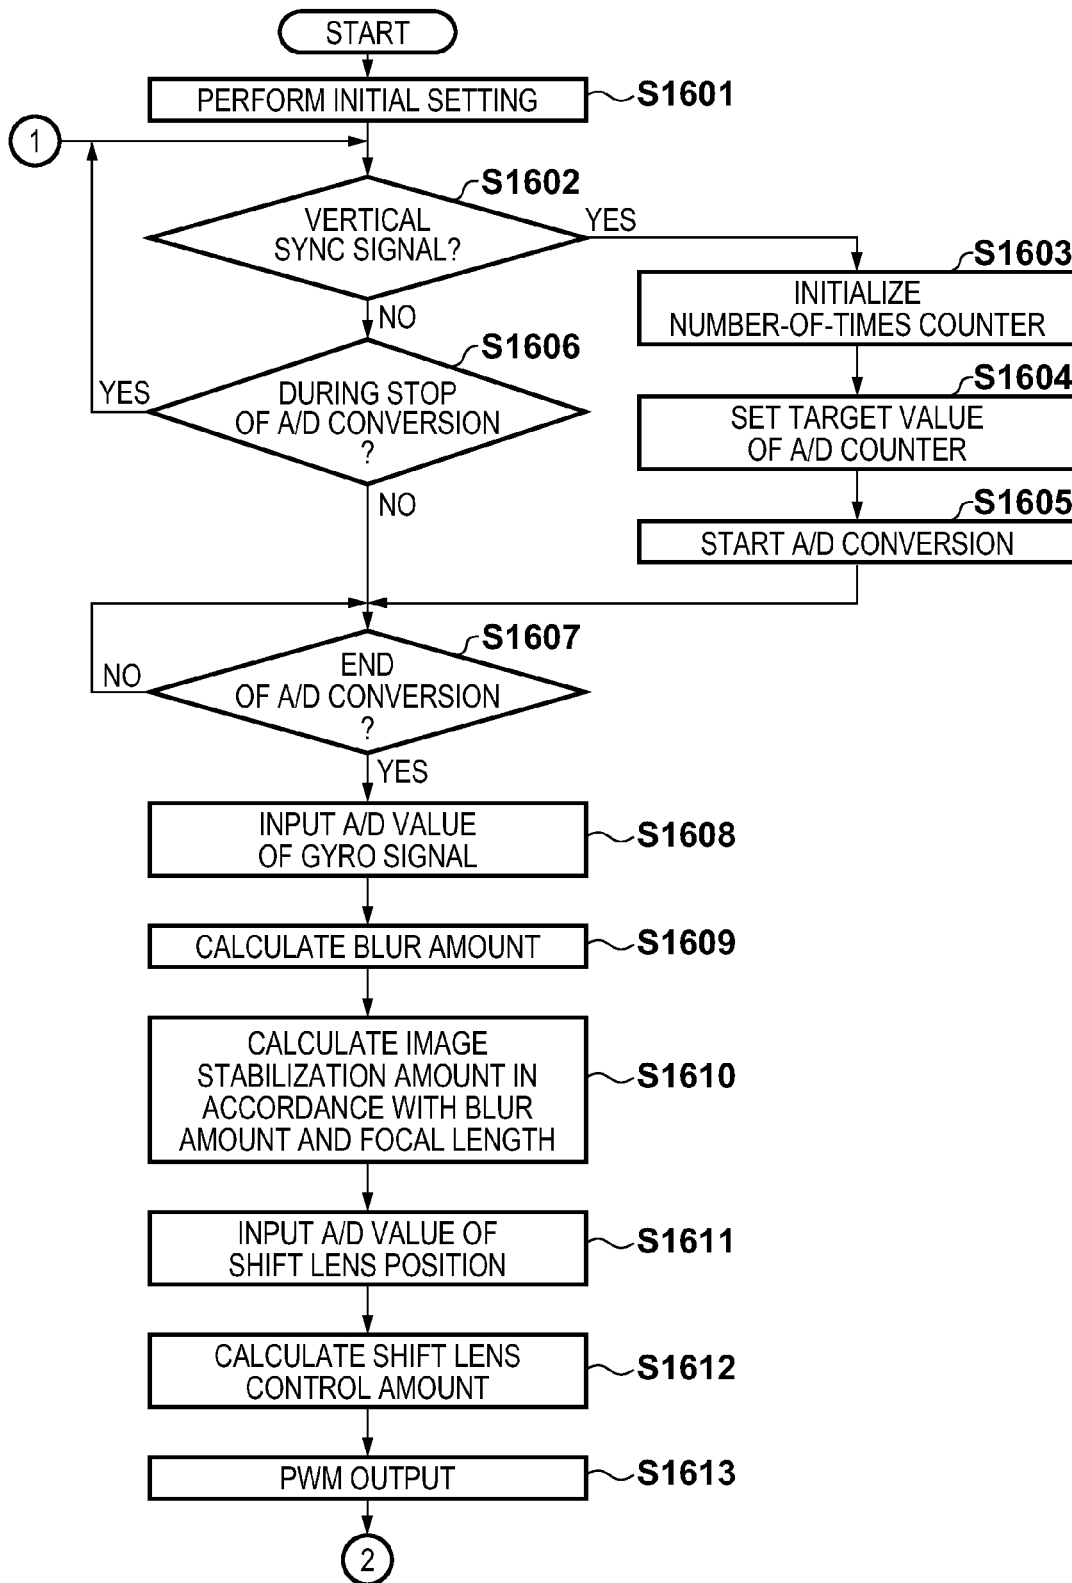 START
PERFORM INITIAL SETTING
S1601
1
S1602
VERTICAL
SYNC SIGNAL?
YES
S1603
INITIALIZE
NUMBER-OF-TIMES COUNTER
NO
S1606
S1604
YES
DURING STOP
OF A/D CONVERSION
?
SET TARGET VALUE
OF A/D COUNTER
NO
S1605
START A/D CONVERSION
S1607
NO
END
OF A/D CONVERSION
?
YES
INPUT A/D VALUE
OF GYRO SIGNAL
S1608
CALCULATE BLUR AMOUNT
S1609
CALCULATE IMAGE
STABILIZATION AMOUNT IN
ACCORDANCE WITH BLUR
AMOUNT AND FOCAL LENGTH
S1610
INPUT A/D VALUE OF
SHIFT LENS POSITION
S1611
CALCULATE SHIFT LENS
CONTROL AMOUNT
S1612
PWM OUTPUT
S1613
2